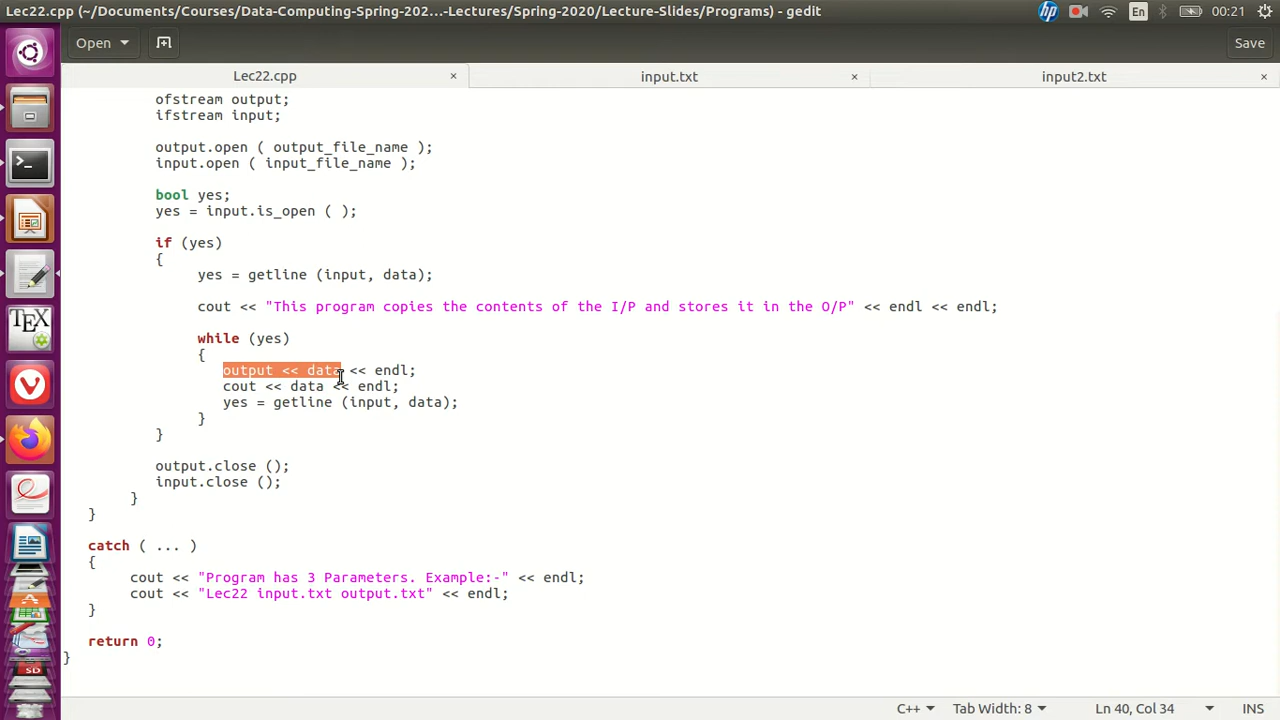 Lec22.cpp (~/Documents/Courses/Data-Computing-Spring-202...-Lectures/Spring-2020/Lecture-Slides/Programs) - gedit
hp En 00:21
Open Save
Lec22.cpp × input.txt × input2.txt ×
ofstream output;
ifstream input;
output.open ( output_file_name );
input.open ( input_file_name );
bool yes;
yes = input.is_open ( );
if (yes)
{
yes = getline (input, data);
cout << "This program copies the contents of the I/P and stores it in the O/P" << endl << endl;
while (yes)
{
output << data << endl;
cout << data << endl;
yes = getline (input, data);
}
}
output.close ();
input.close ();
}
}
catch ( ... )
{
cout << "Program has 3 Parameters. Example:-" << endl;
cout << "Lec22 input.txt output.txt" << endl;
}
return 0;
}
TEX
SD
C++ Tab Width: 8 Ln 40, Col 34 INS